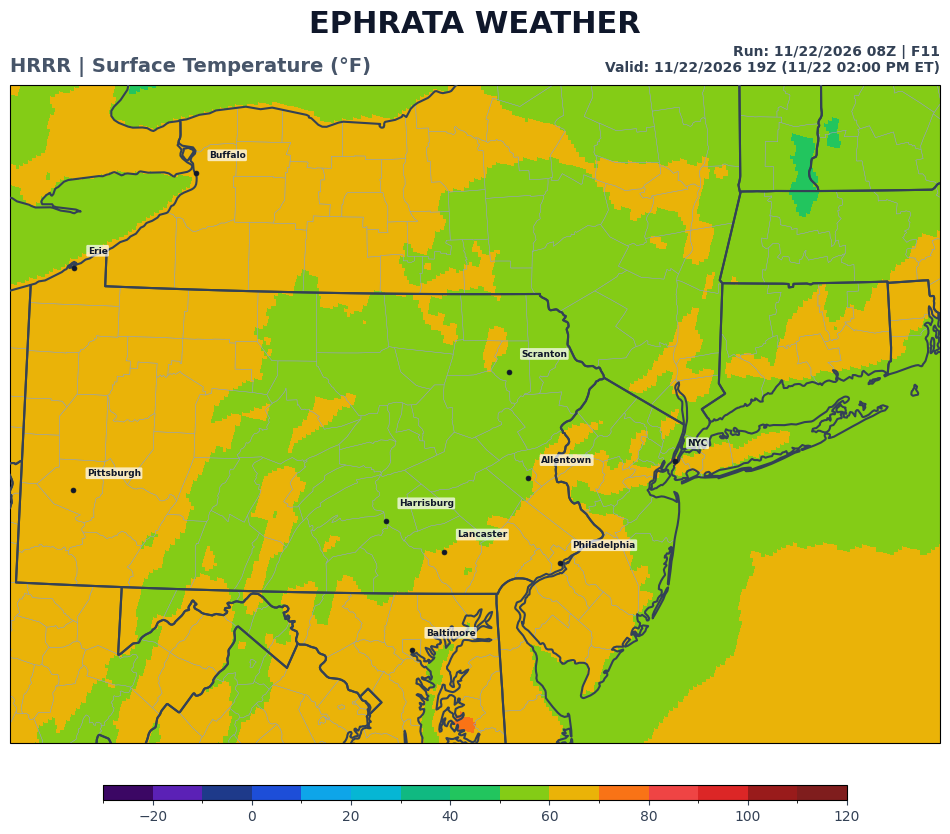 EPHRATA WEATHER
HRRR | Surface Temperature (°F)
Run: 11/22/2026 08Z | F11
Valid: 11/22/2026 19Z (11/22 02:00 PM ET)
Buffalo
Erie
Scranton
NYC
Allentown
Pittsburgh
Harrisburg
Lancaster
Philadelphia
Baltimore
−20 0 20 40 60 80 100 120